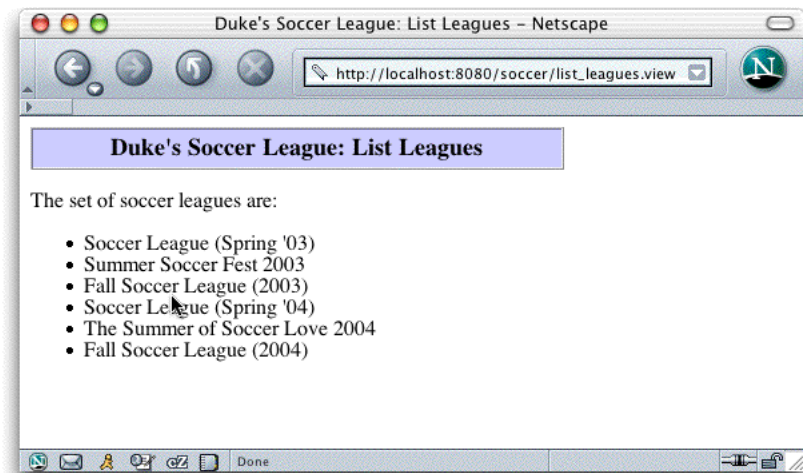 Duke's Soccer League: List Leagues – Netscape
http://localhost:8080/soccer/list_leagues.view
N
Duke's Soccer League: List Leagues
The set of soccer leagues are:
• Soccer League (Spring '03)
• Summer Soccer Fest 2003
• Fall Soccer League (2003)
• Soccer League (Spring '04)
• The Summer of Soccer Love 2004
• Fall Soccer League (2004)
Done